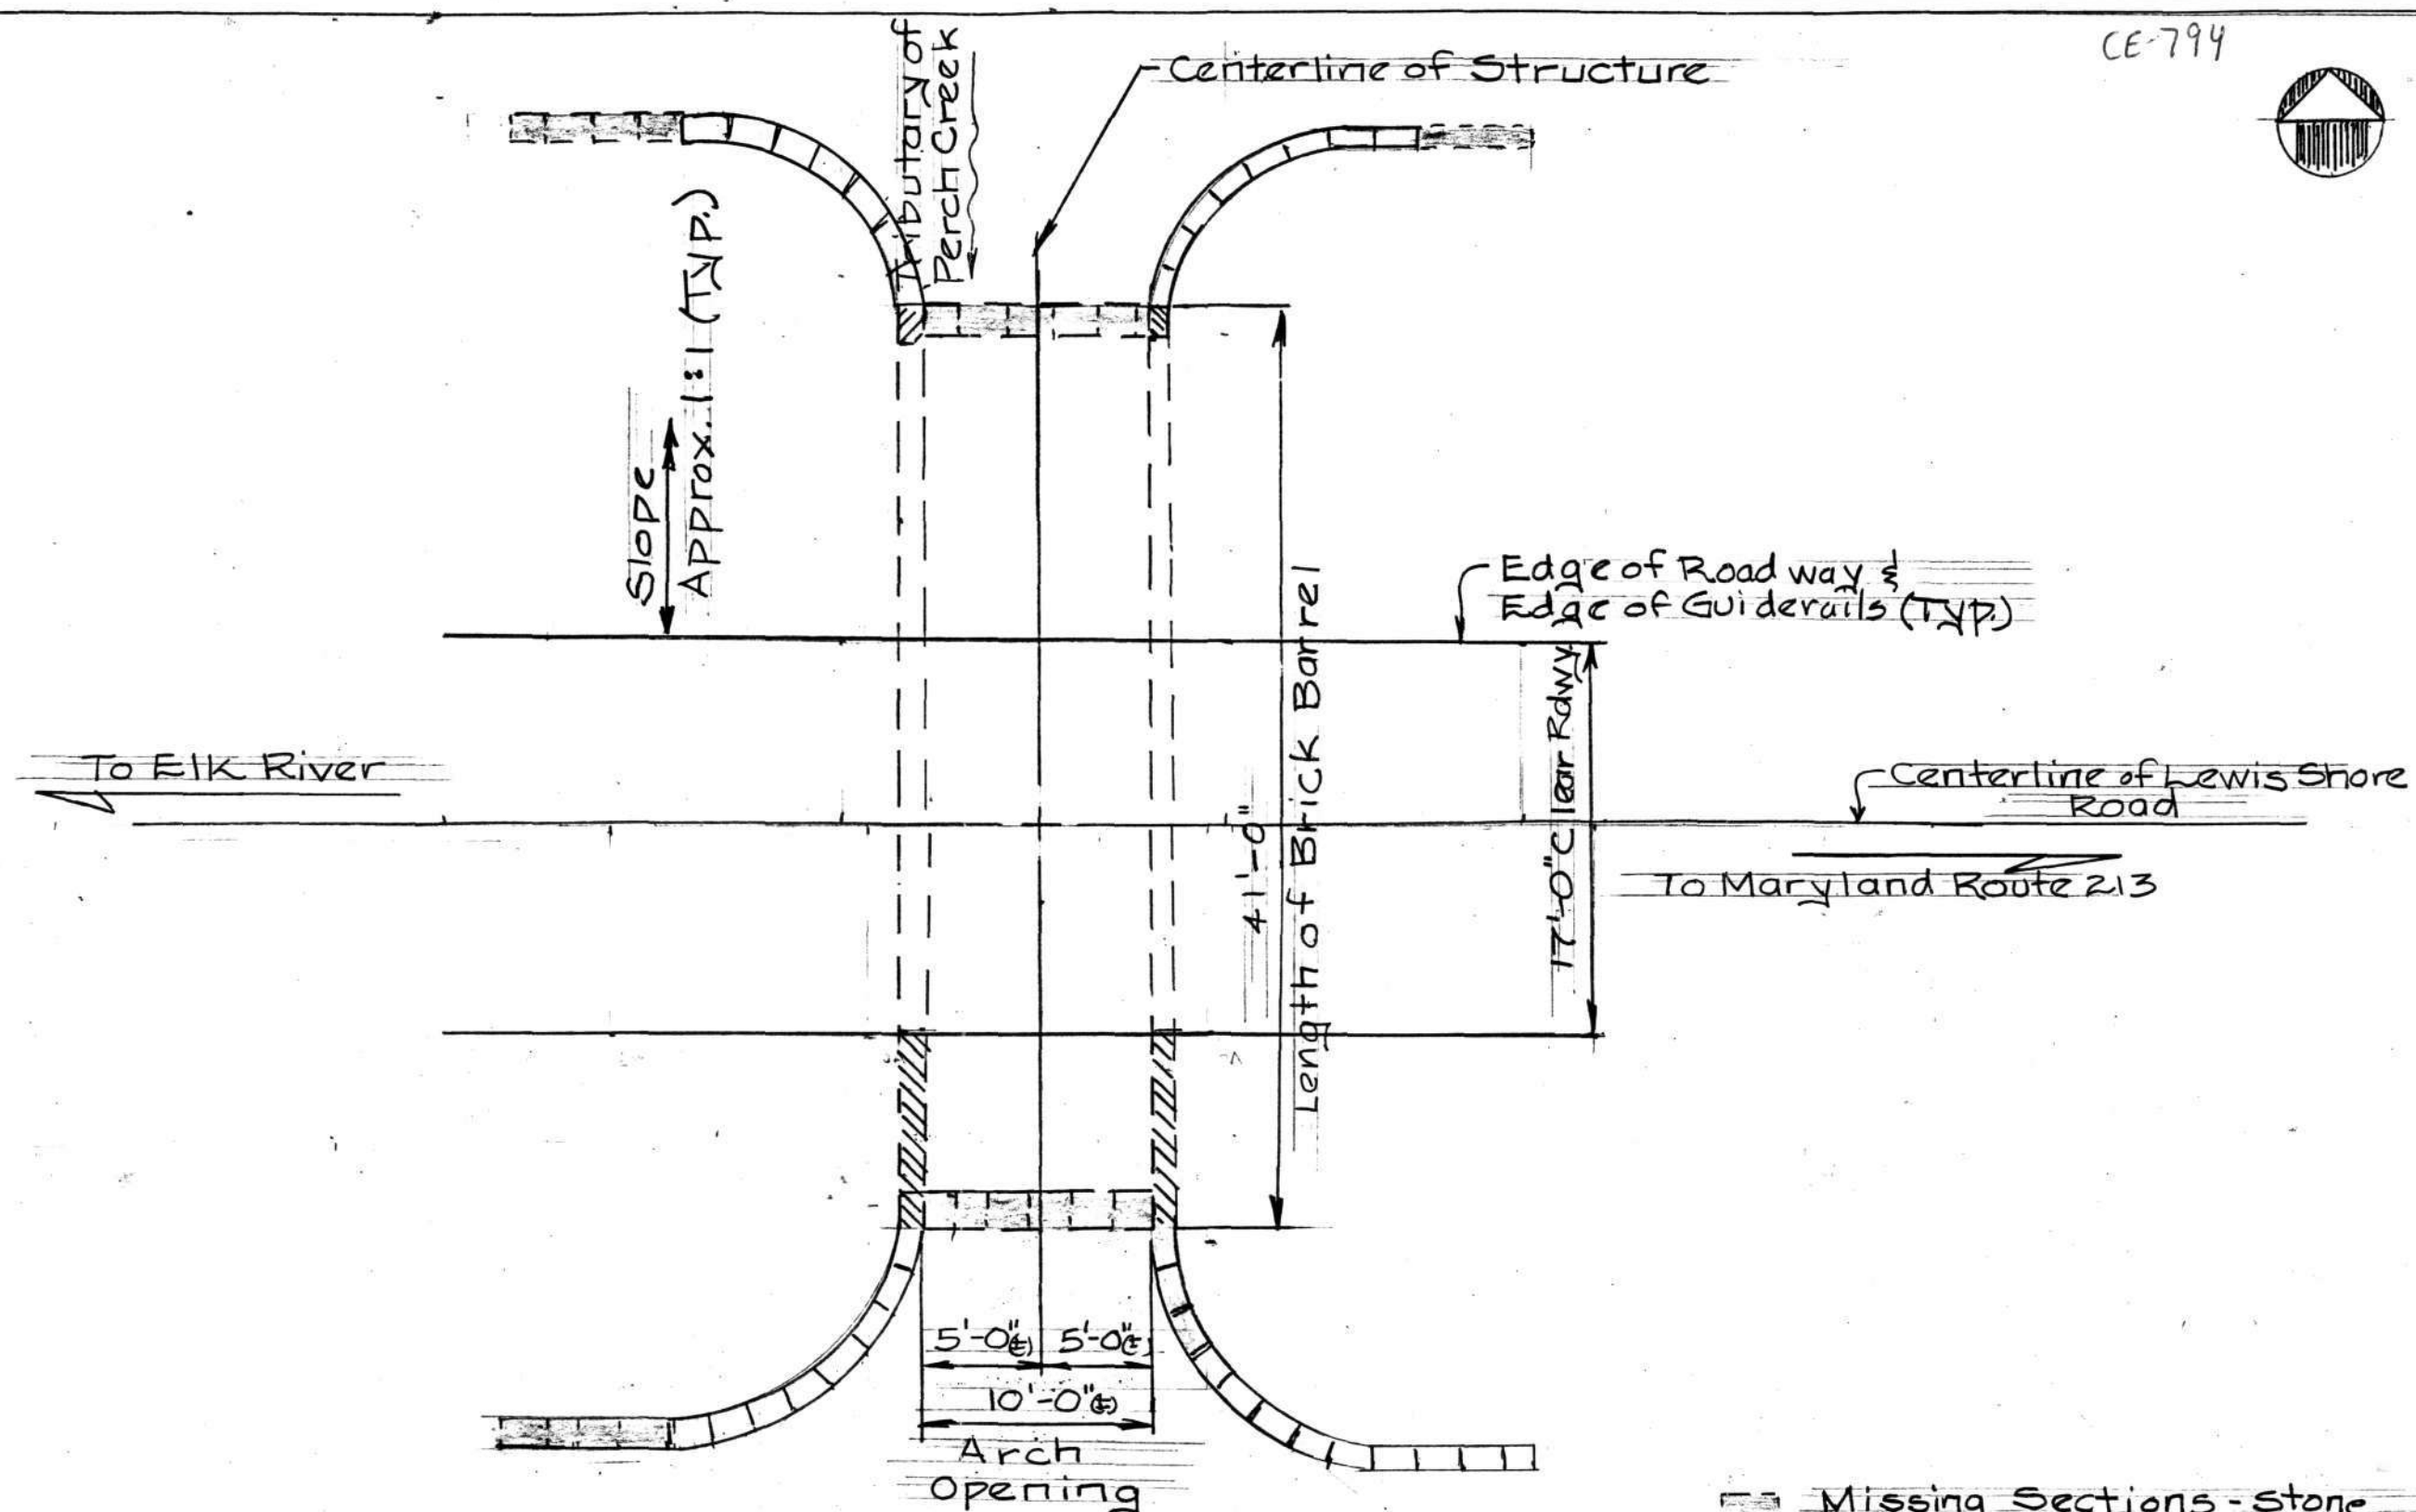 CE-794
Tributary of
Perch Creek
Centerline of Structure
Slope
Approx. 1:1 (Typ.)
Edge of Roadway &
Edge of Guiderails (Typ.)
To Elk River
41'-0"
Length of Brick Barrel
17'-0" Clear Rdwy.
Centerline of Lewis Shore
Road
To Maryland Route 213
5'-0"(±) 5'-0"(±)
10'-0"(±)
Arch
Opening
Missing Sections - Stone